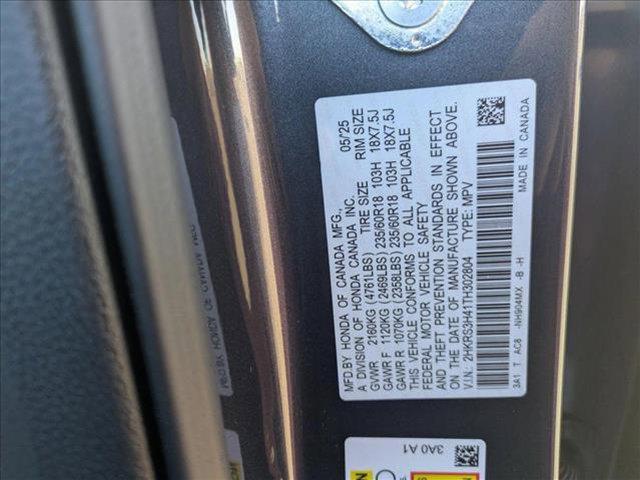 MFD.BY HONDA OF CANADA MFG., 05/25
A DIVISION OF HONDA CANADA INC.
TIRE SIZE RIM SIZE
GVWR 2160KG (4761LBS)
GAWR F 1120KG (2469LBS) 235/60R18 103H 18X7.5J
GAWR R 1070KG (2358LBS) 235/60R18 103H 18X7.5J
THIS VEHICLE CONFORMS TO ALL APPLICABLE
FEDERAL MOTOR VEHICLE SAFETY
AND THEFT PREVENTION STANDARDS IN EFFECT
ON THE DATE OF MANUFACTURE SHOWN ABOVE.
V.I.N.: 2HKRS3H41TH302804 TYPE: MPV
3A1 T AC8 -NH904MX -B -H MADE IN CANADA
3A0 A1